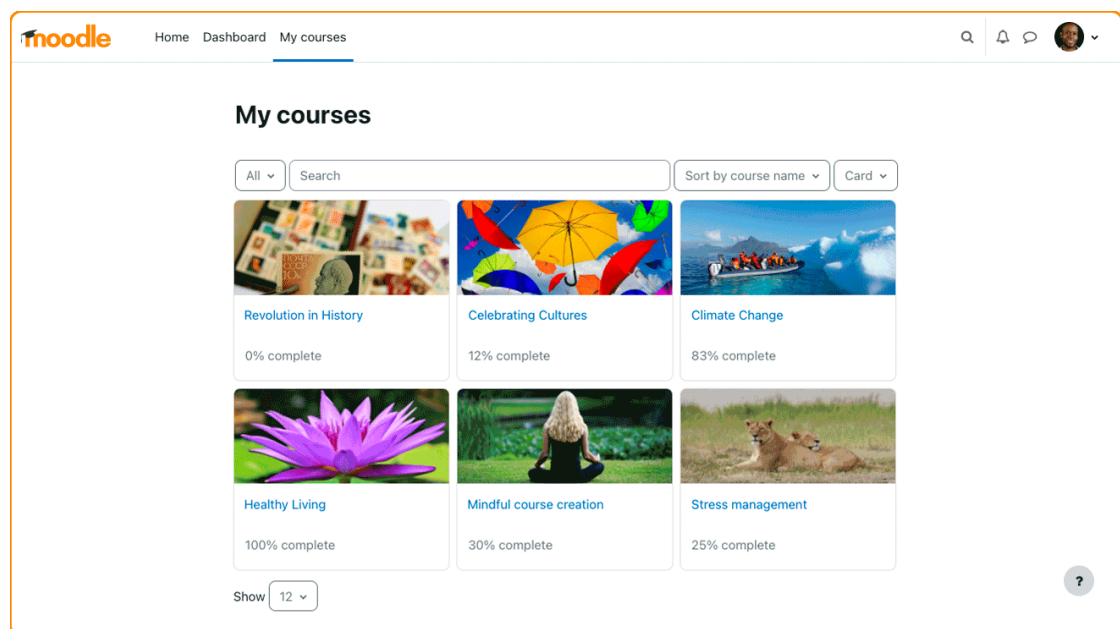 moodle Home Dashboard My courses
My courses
All Search Sort by course name Card
Revolution in History Celebrating Cultures Climate Change
0% complete 12% complete 83% complete
Healthy Living Mindful course creation Stress management
100% complete 30% complete 25% complete
Show 12
?